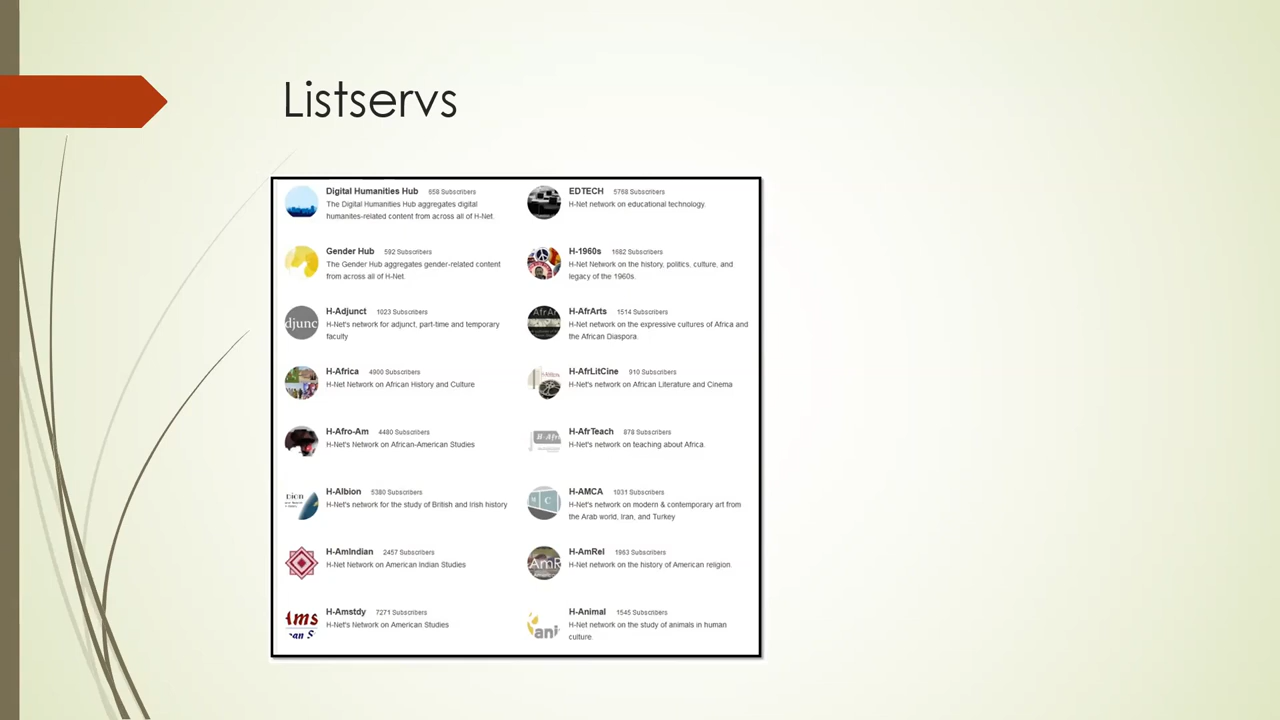 Listservs
Digital Humanities Hub 658 Subscribers
The Digital Humanities Hub aggregates digital
humanites-related content from across all of H-Net.
Gender Hub 592 Subscribers
The Gender Hub aggregates gender-related content
from across all of H-Net.
djunc
H-Adjunct 1023 Subscribers
H-Net's network for adjunct, part-time and temporary
faculty
H-Africa 4900 Subscribers
H-Net Network on African History and Culture
H-Afro-Am 4480 Subscribers
H-Net's Network on African-American Studies
H-Albion 5380 Subscribers
H-Net's network for the study of British and Irish history
H-AmIndian 2457 Subscribers
H-Net Network on American Indian Studies
Ams
can S
H-Amstdy 7271 Subscribers
H-Net's Network on American Studies
EDTECH 5768 Subscribers
H-Net network on educational technology.
H-1960s 1682 Subscribers
H-Net Network on the history, politics, culture, and
legacy of the 1960s.
AfrAr
H-AfrArts 1514 Subscribers
H-Net network on the expressive cultures of Africa and
the African Diaspora.
H-AfrLitCine 910 Subscribers
H-Net's network on African Literature and Cinema
H-Afr
H-AfrTeach 878 Subscribers
H-Net's network on teaching about Africa.
H C
H-AMCA 1031 Subscribers
H-Net's network on modern & contemporary art from
the Arab world, Iran, and Turkey
AmR
H-AmRel 1963 Subscribers
H-Net network on the history of American religion.
ani
H-Animal 1545 Subscribers
H-Net network on the study of animals in human
culture.